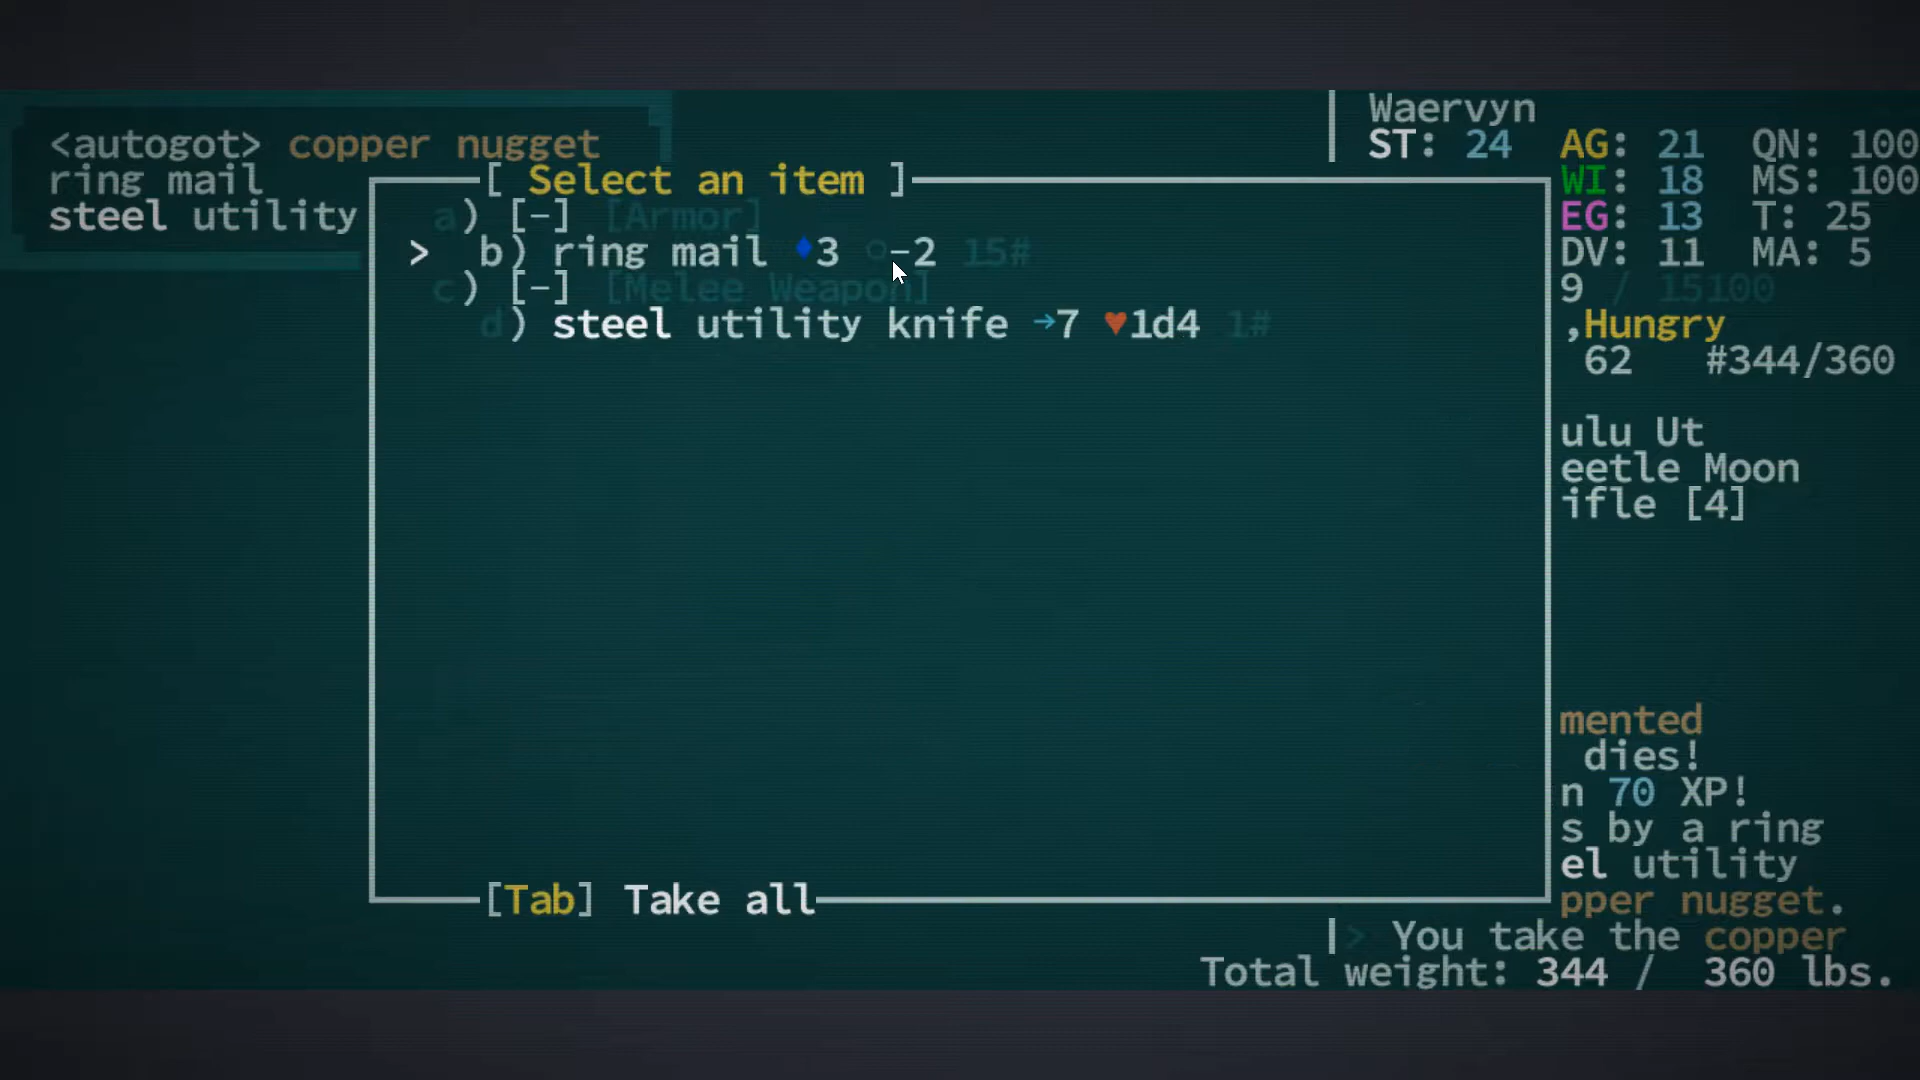 Waervyn
<autogot> copper nugget
ST: 24 AG: 21 QN: 100
ring mail
[ Select an item ]
WI: 18 MS: 100
steel utility
a) [-] [Armor]
EG: 13 T: 25
> b) ring mail ♦3 ○-2 15#
DV: 11 MA: 5
c) [-] [Melee Weapon]
9 / 15100
d) steel utility knife →7 ♥1d4 1#
,Hungry
62 #344/360
ulu Ut
eetle Moon
ifle [4]
mented
dies!
n 70 XP!
s by a ring
el utility
[Tab] Take all
pper nugget.
> You take the copper
Total weight: 344 / 360 lbs.